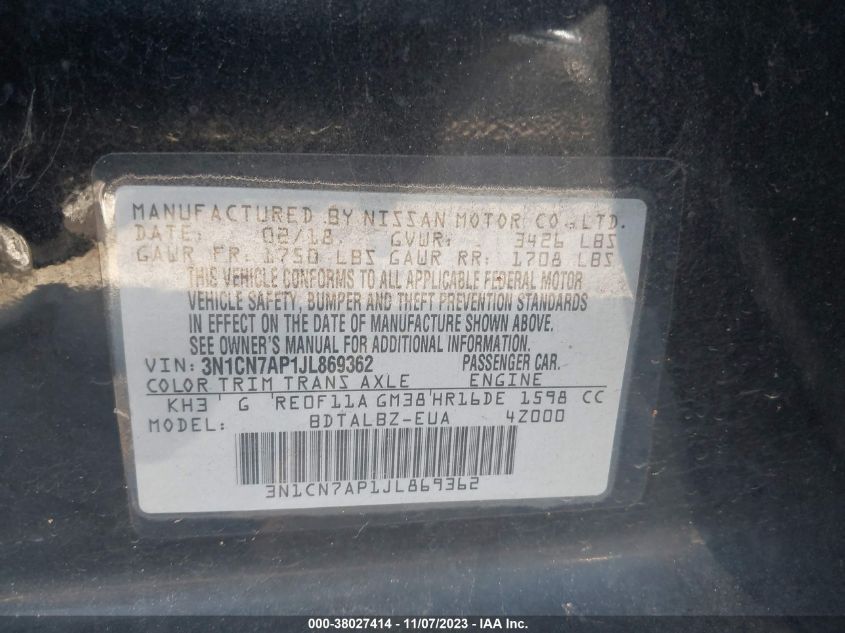 MANUFACTURED BY NISSAN MOTOR CO.,LTD.
DATE: 02/18 GVWR: 3426 LBS
GAWR FR: 1750 LBS GAWR RR: 1708 LBS
THIS VEHICLE CONFORMS TO ALL APPLICABLE FEDERAL MOTOR
VEHICLE SAFETY, BUMPER AND THEFT PREVENTION STANDARDS
IN EFFECT ON THE DATE OF MANUFACTURE SHOWN ABOVE.
SEE OWNER'S MANUAL FOR ADDITIONAL INFORMATION.
VIN: 3N1CN7AP1JL869362 PASSENGER CAR.
COLOR TRIM TRANS AXLE ENGINE
KH3 G RE0F11A GM38 HR16DE 1598 CC
MODEL: BDTALBZ-EUA 4Z000
3N1CN7AP1JL869362
000-38027414 - 11/07/2023 - IAA Inc.